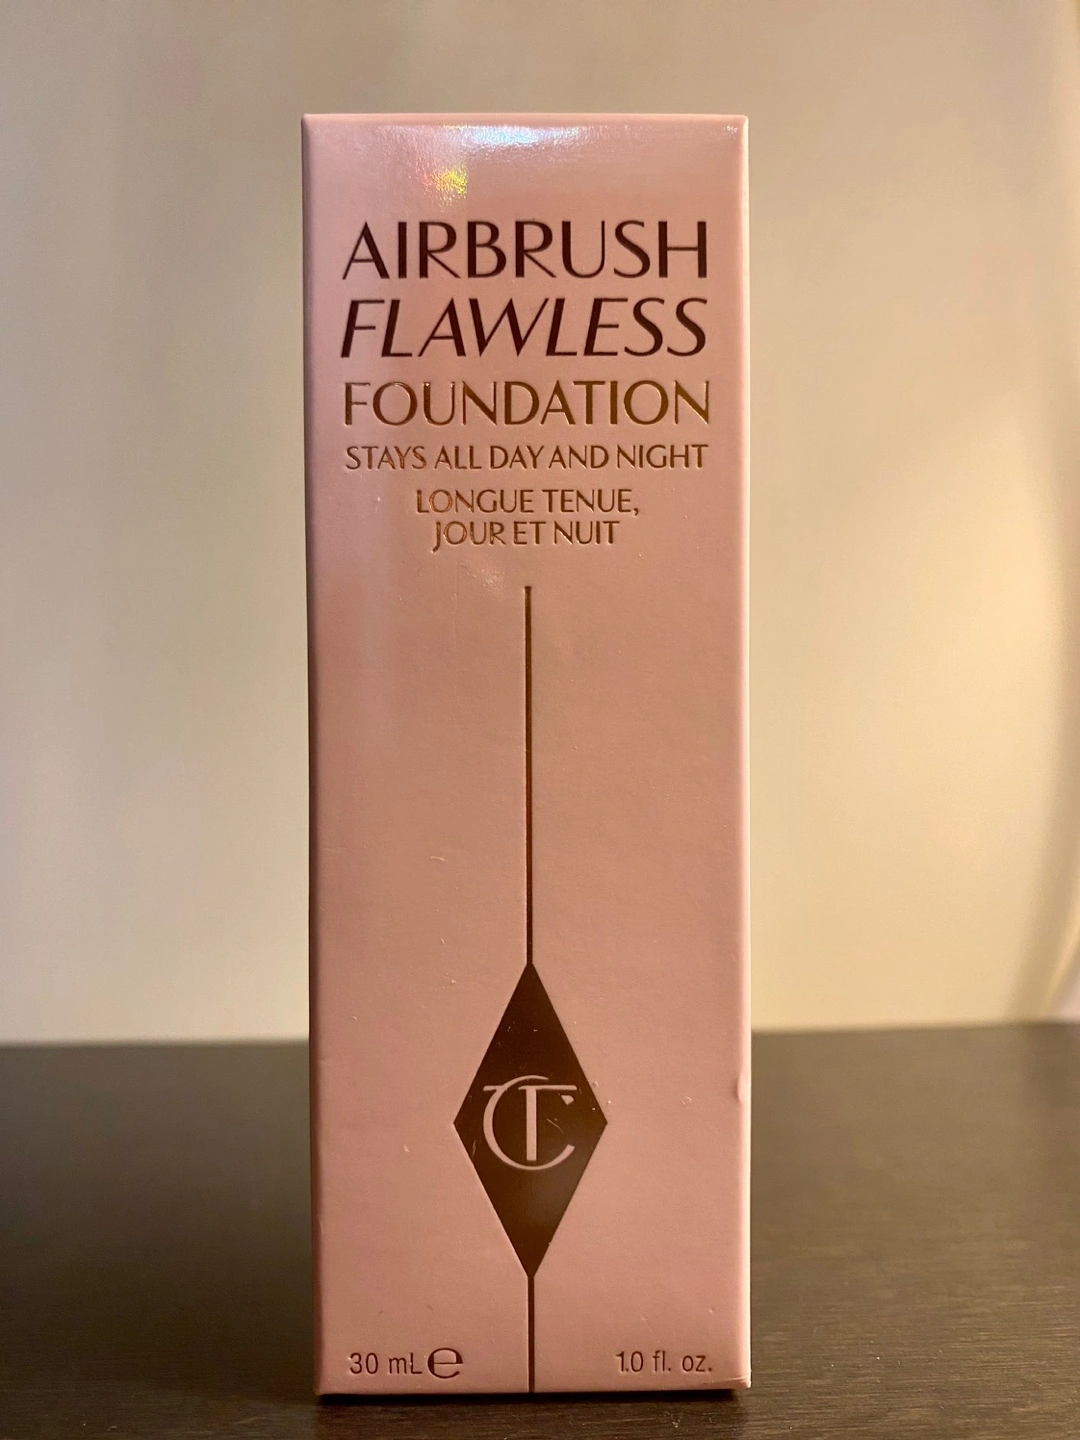 AIRBRUSH
FLAWLESS
FOUNDATION
STAYS ALL DAY AND NIGHT
LONGUE TENUE,
JOUR ET NUIT
CT
30 mL ℮ 1.0 fl. oz.